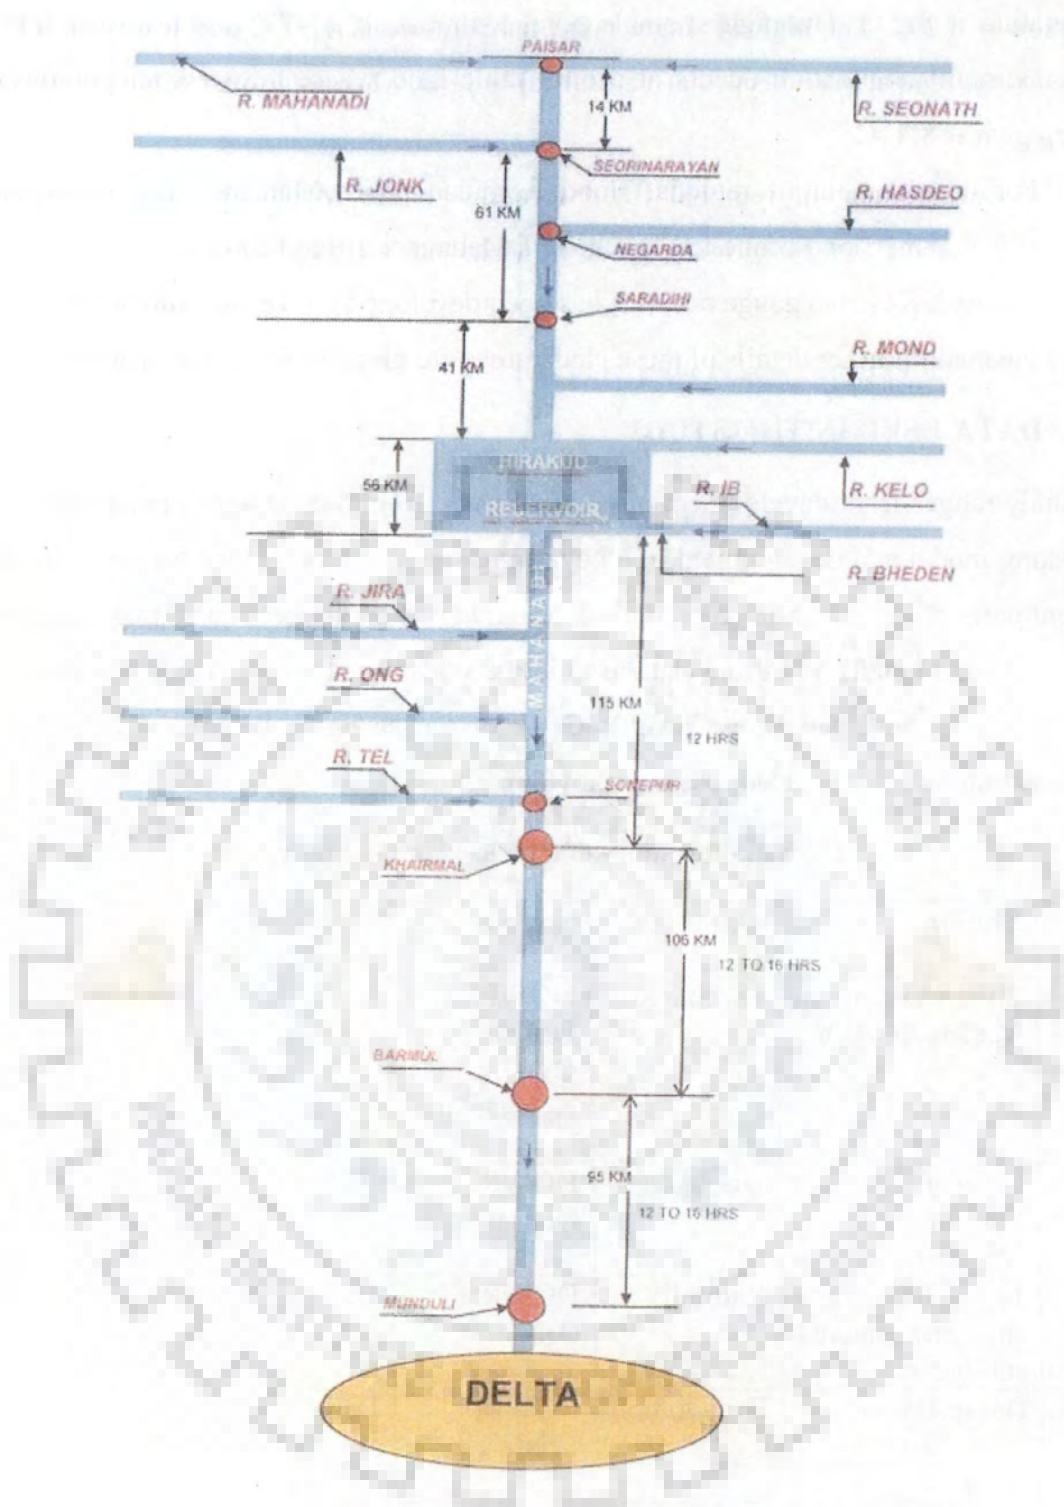 PAISAR
R. MAHANADI
14 KM
R. SEONATH
SEORINARAYAN
R. JONK
R. HASDEO
61 KM
NEGARDA
SARADIHI
R. MOND
41 KM
HIRAKUD
56 KM
R. IB
R. KELO
RESERVOIR
R. BHEDEN
R. JIRA
MAHANADI
R. ONG
115 KM
12 HRS
R. TEL
SONEPUR
KHAIRMAL
106 KM
12 TO 16 HRS
BARMUL
95 KM
12 TO 16 HRS
MUNDULI
DELTA